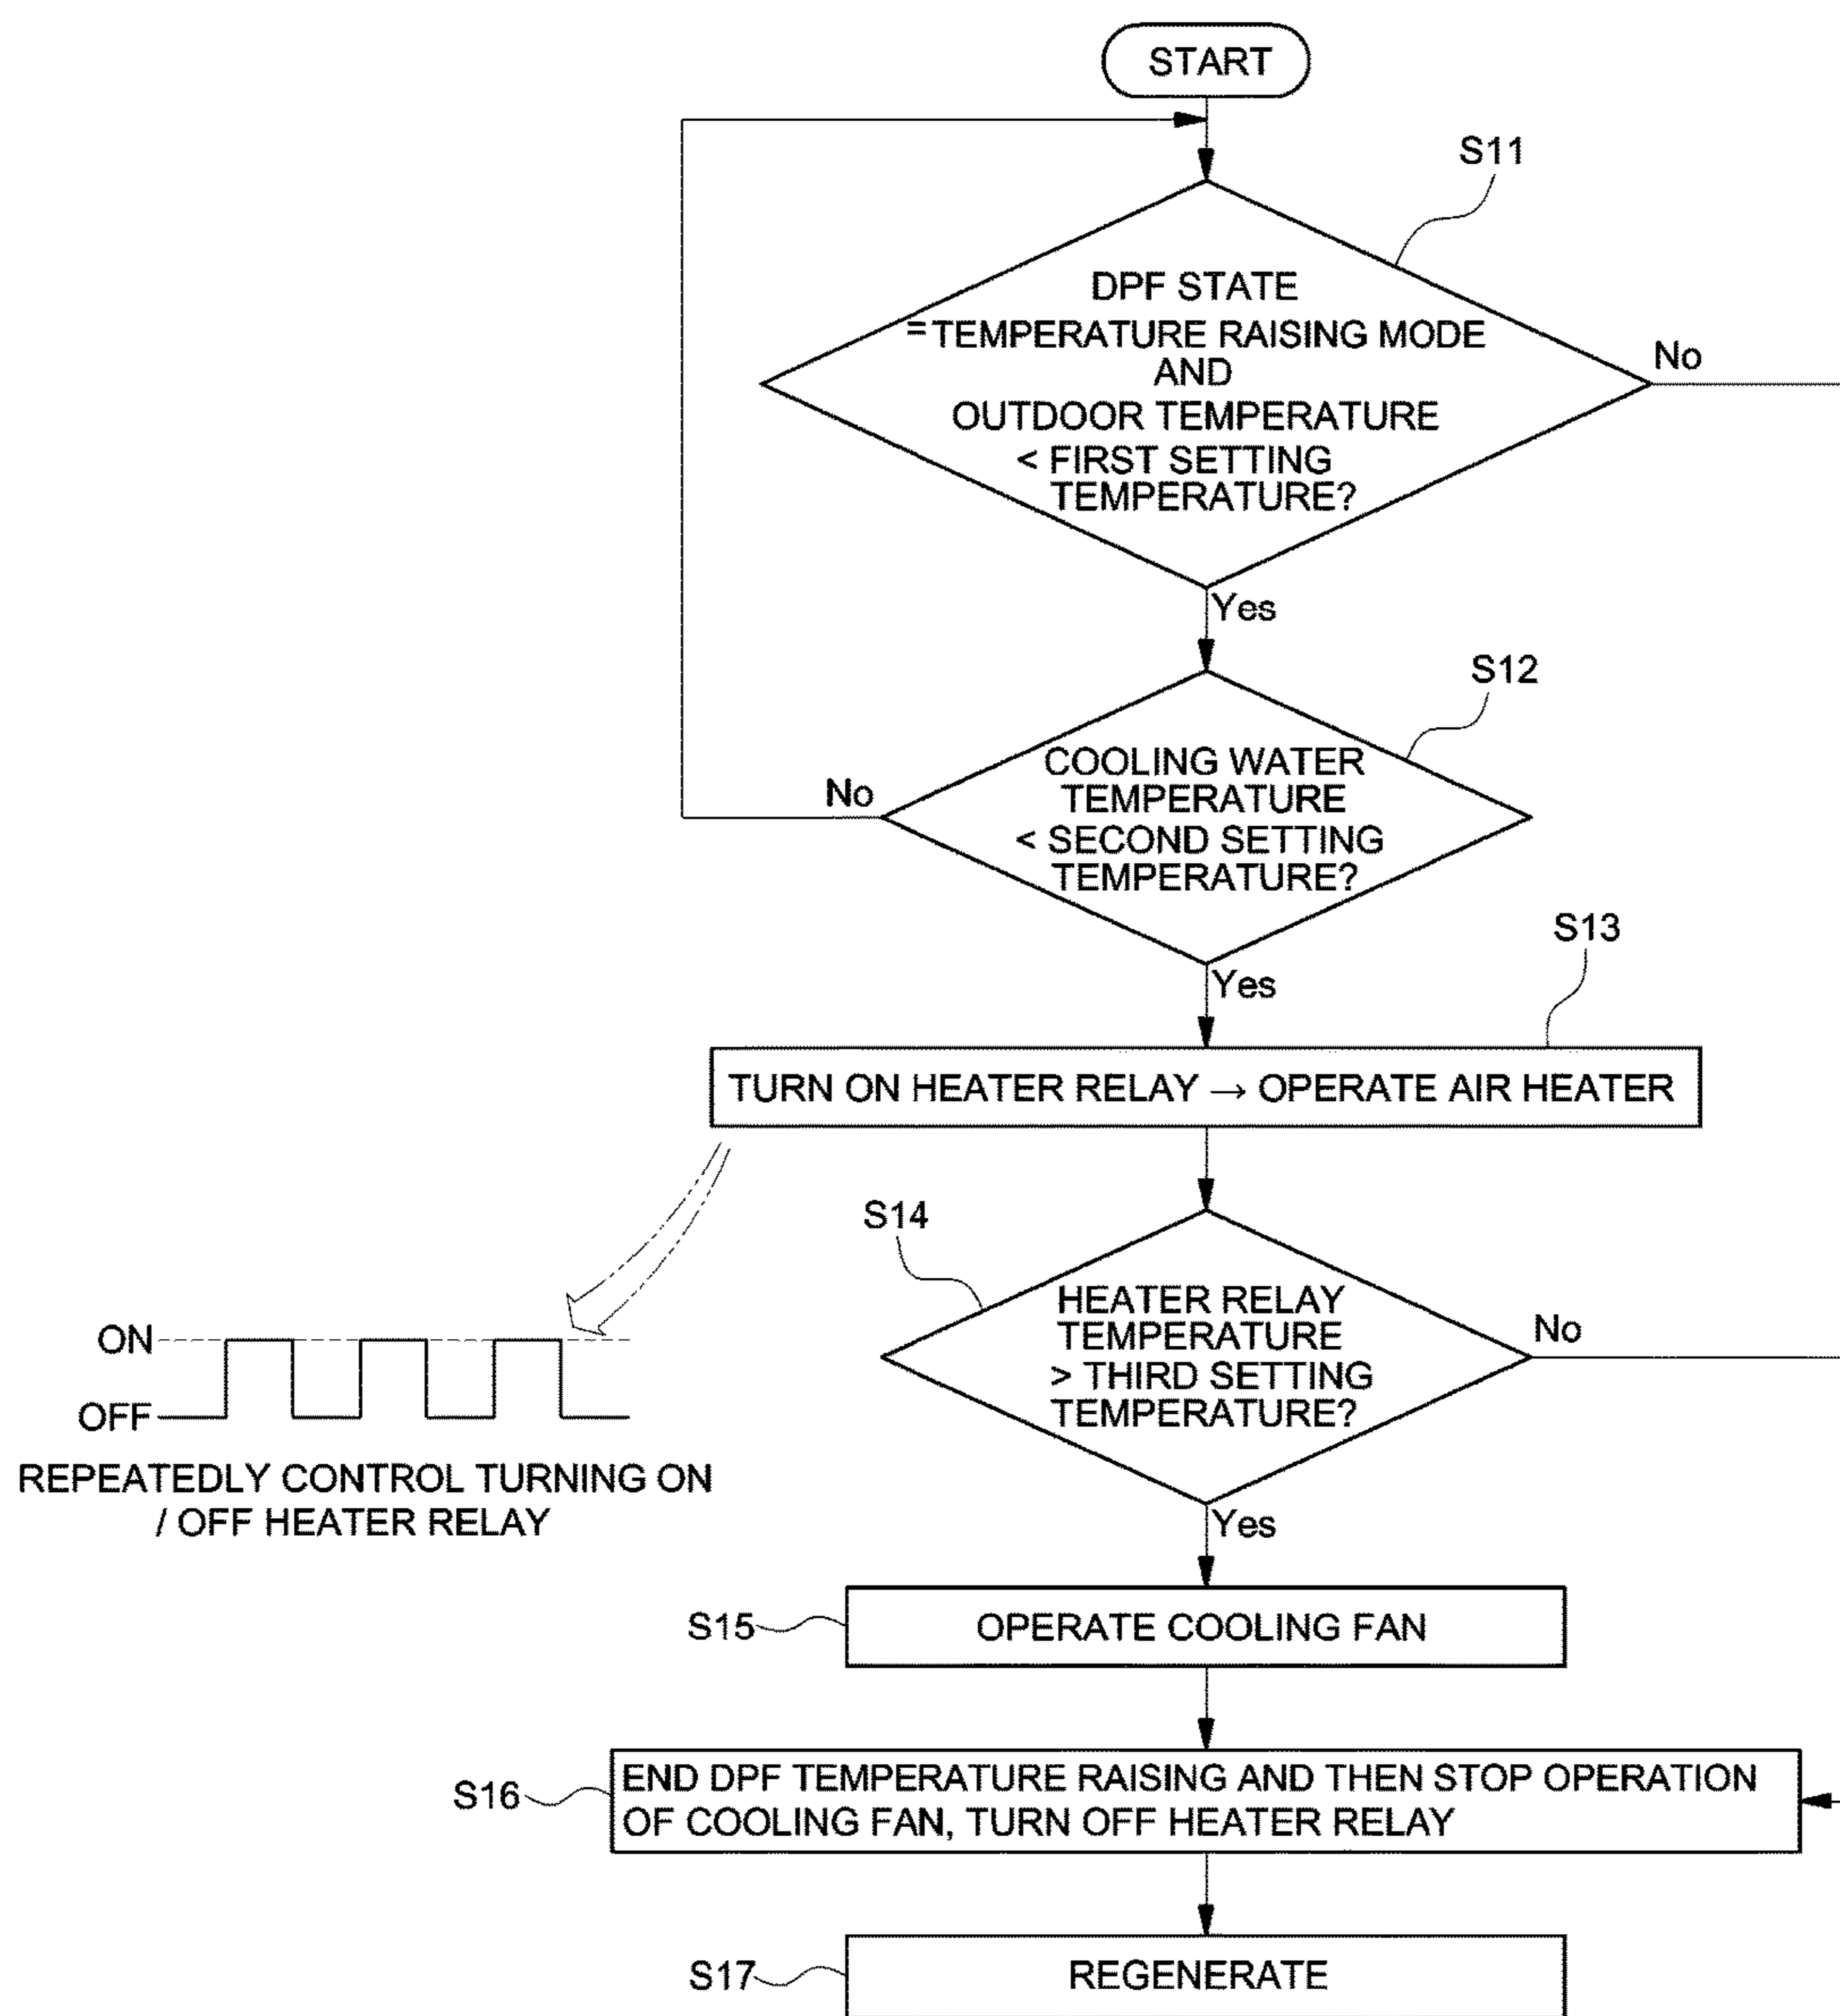 START
S11
DPF STATE
= TEMPERATURE RAISING MODE
AND
OUTDOOR TEMPERATURE
< FIRST SETTING
TEMPERATURE?
No
Yes
S12
COOLING WATER
TEMPERATURE
< SECOND SETTING
TEMPERATURE?
No
Yes
S13
TURN ON HEATER RELAY → OPERATE AIR HEATER
S14
HEATER RELAY
TEMPERATURE
> THIRD SETTING
TEMPERATURE?
No
ON
OFF
REPEATEDLY CONTROL TURNING ON
/ OFF HEATER RELAY
Yes
S15
OPERATE COOLING FAN
S16
END DPF TEMPERATURE RAISING AND THEN STOP OPERATION
OF COOLING FAN, TURN OFF HEATER RELAY
S17
REGENERATE